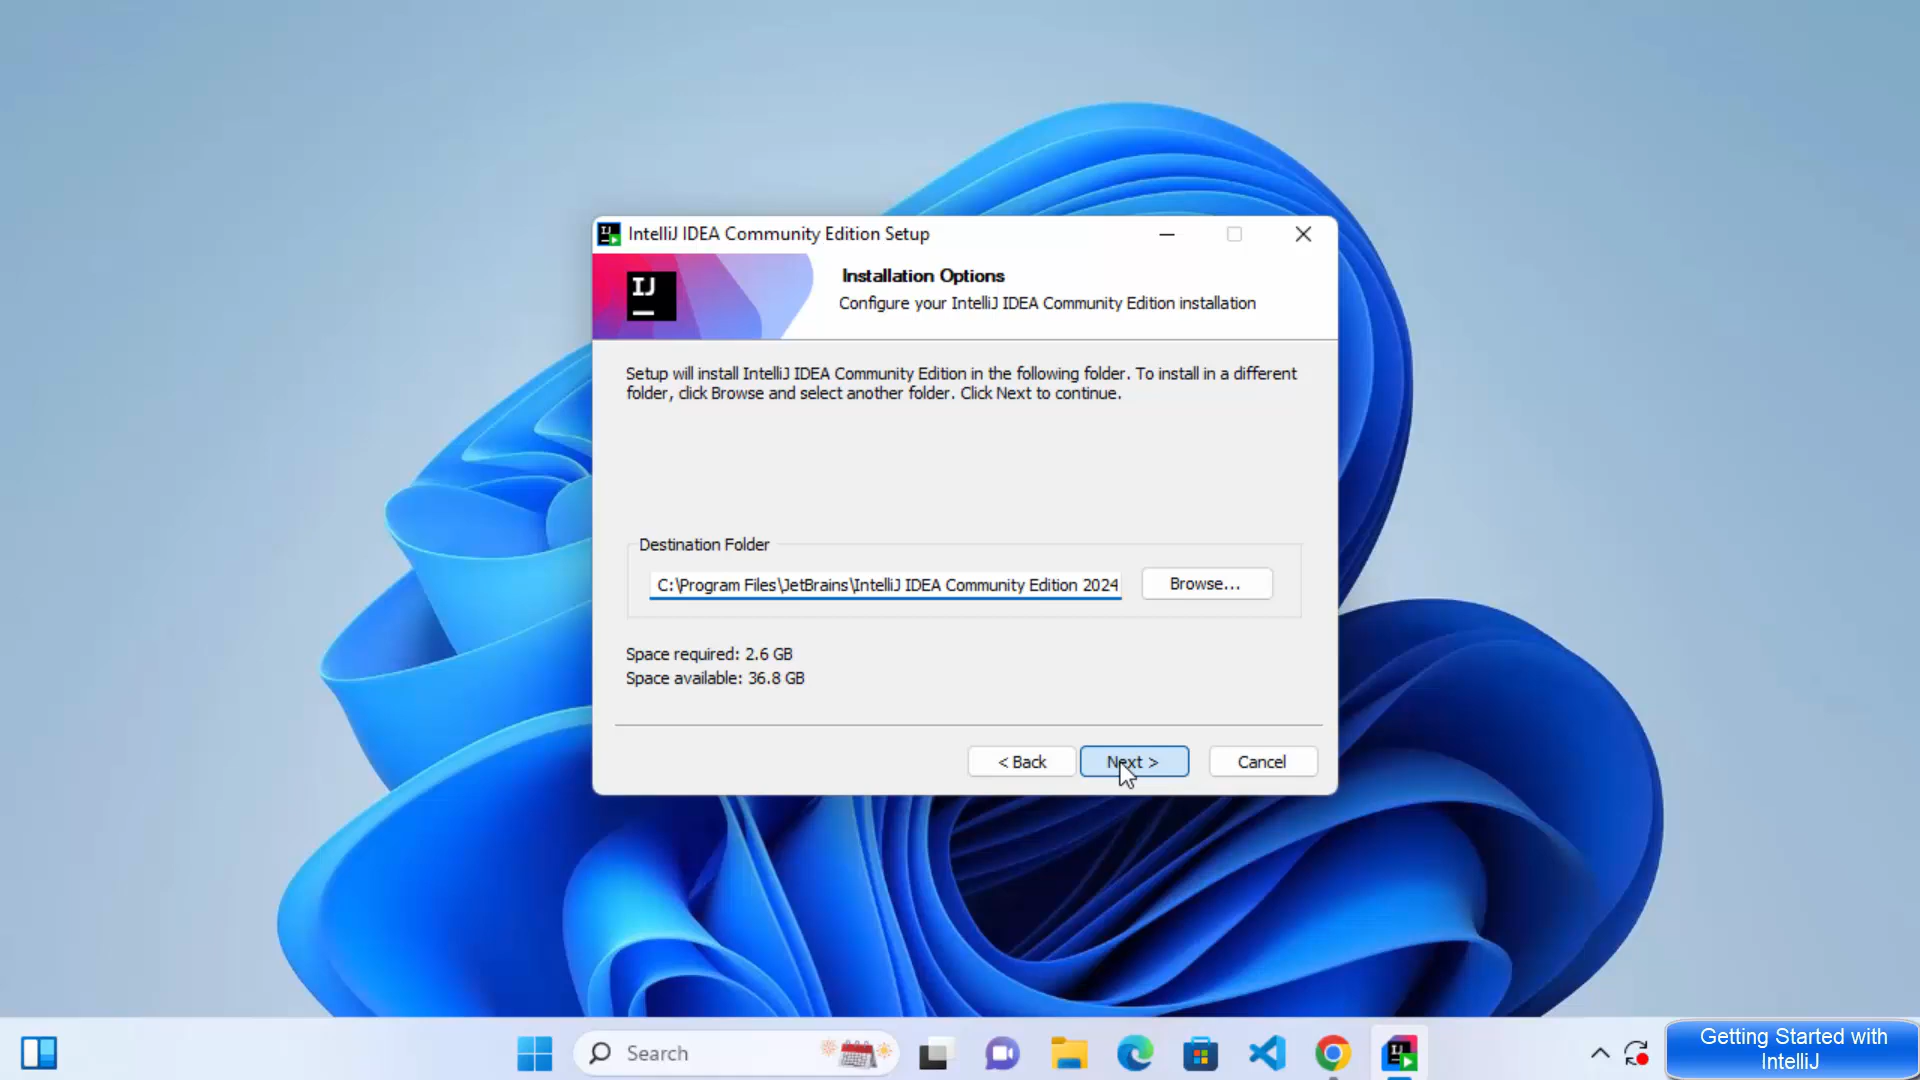 IntelliJ IDEA Community Edition Setup
IJ
Installation Options
Configure your IntelliJ IDEA Community Edition installation
Setup will install IntelliJ IDEA Community Edition in the following folder. To install in a different
folder, click Browse and select another folder. Click Next to continue.
Destination Folder
C:\Program Files\JetBrains\IntelliJ IDEA Community Edition 2024
Browse...
Space required: 2.6 GB
Space available: 36.8 GB
< Back
Next >
Cancel
Search
IJ
Getting Started with
IntelliJ